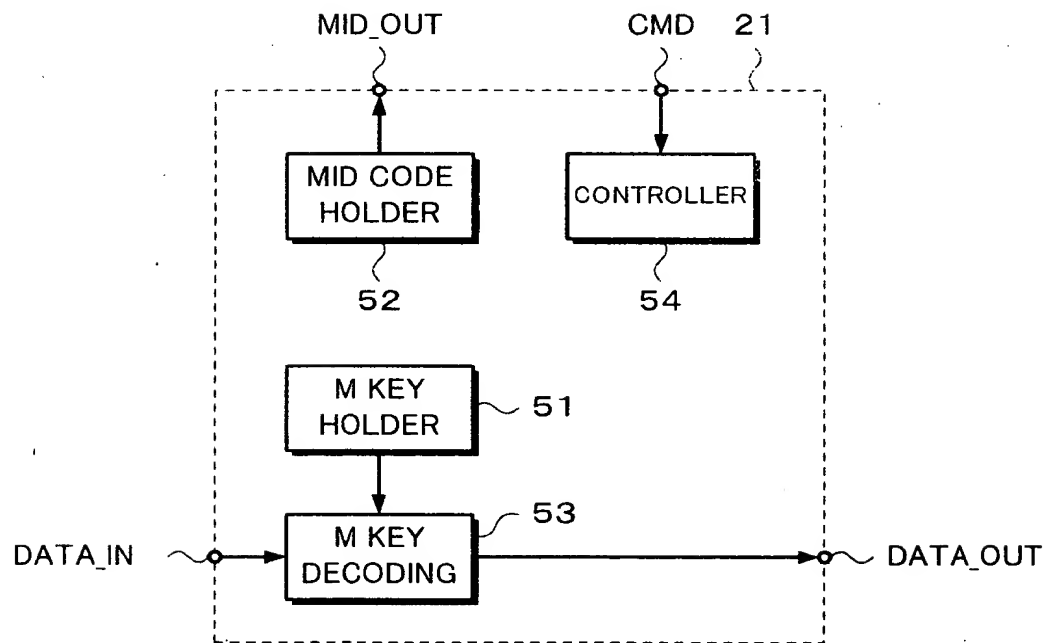 MID_OUT
CMD
21
MID CODE
HOLDER
CONTROLLER
52
54
M KEY
HOLDER
51
DATA_IN
M KEY
DECODING
53
DATA_OUT